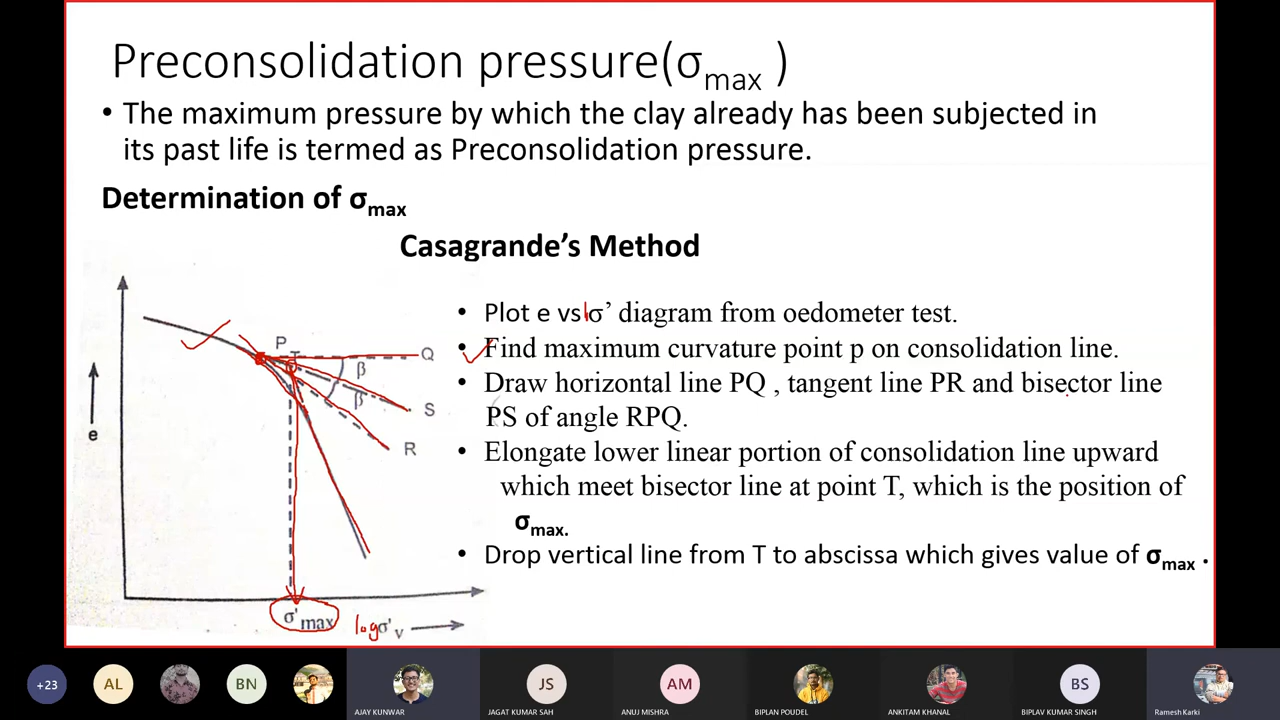 Preconsolidation pressure(σmax )
• The maximum pressure by which the clay already has been subjected in
its past life is termed as Preconsolidation pressure.
Determination of σmax
Casagrande's Method
• Plot e vs lσ' diagram from oedometer test.
• Find maximum curvature point p on consolidation line.
• Draw horizontal line PQ , tangent line PR and bisector line
PS of angle RPQ.
• Elongate lower linear portion of consolidation line upward
which meet bisector line at point T, which is the position of
σmax.
• Drop vertical line from T to abscissa which gives value of σmax .
P
T
Q
β
β
S
R
e
σ'max
logσ'v
+23
AL
BN
JS
AM
BS
AJAY KUNWAR
JAGAT KUMAR SAH
ANUJ MISHRA
BIPLAN POUDEL
ANKITAM KHANAL
BIPLAV KUMAR SINGH
Ramesh Karki